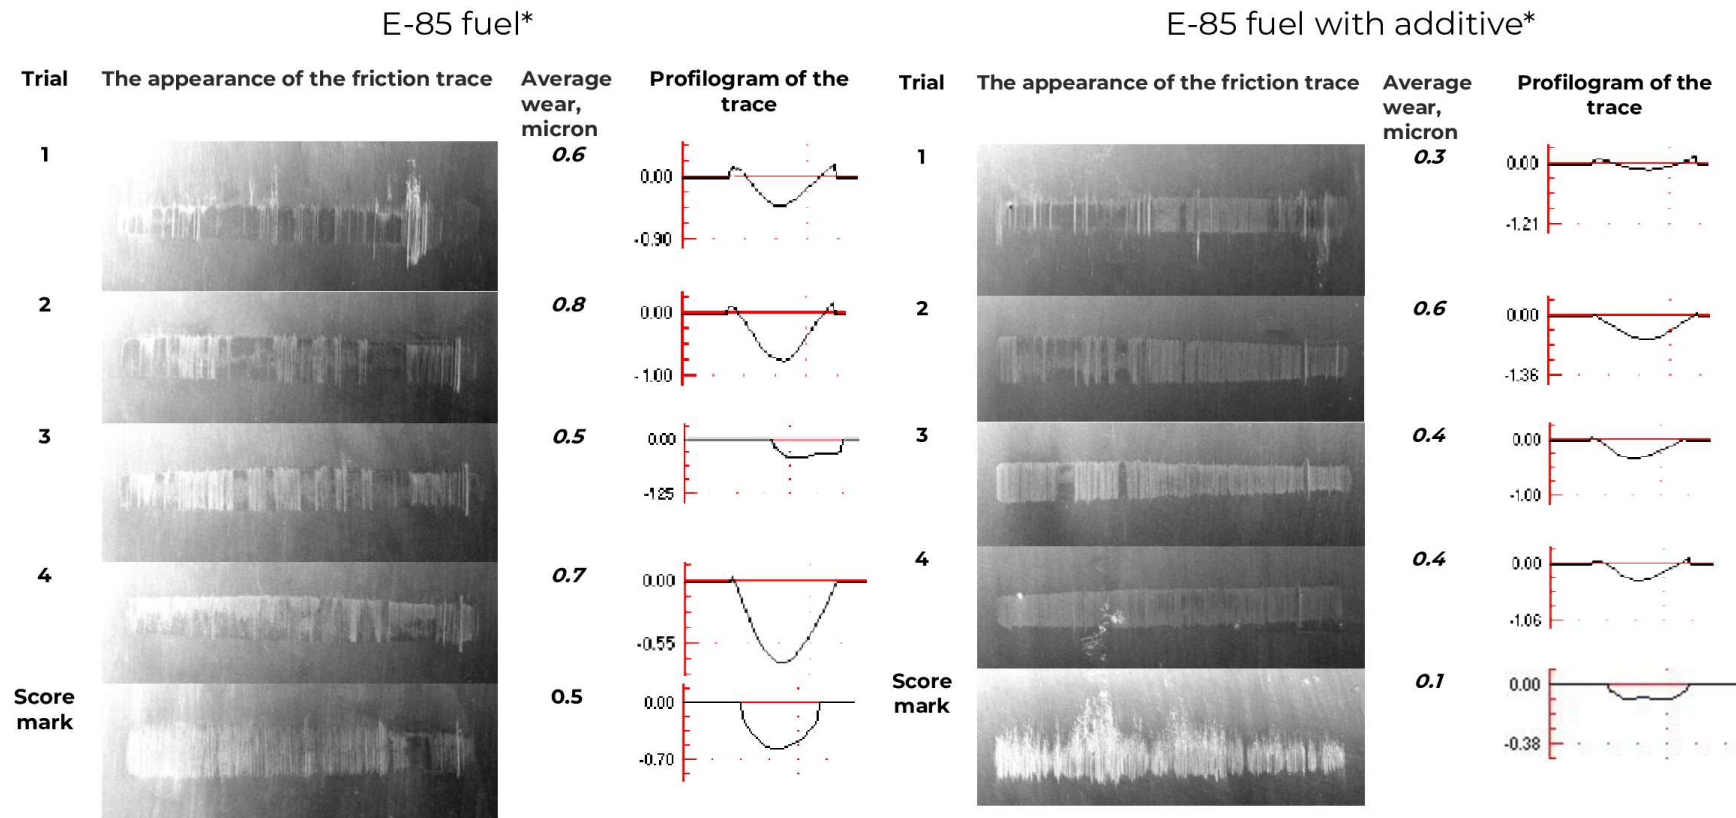 E-85 fuel*
Trial
The appearance of the friction trace
Average
wear,
micron
Profilogram of the
trace
1
0.6
0.00
-0.90
2
0.8
0.00
-1.00
3
0.5
0.00
-1.25
4
0.7
0.00
-0.55
Score
mark
0.5
0.00
-0.70
E-85 fuel with additive*
Trial
The appearance of the friction trace
Average
wear,
micron
Profilogram of the
trace
1
0.3
0.00
-1.21
2
0.6
0.00
-1.36
3
0.4
0.00
-1.00
4
0.4
0.00
-1.06
Score
mark
0.1
0.00
-0.38